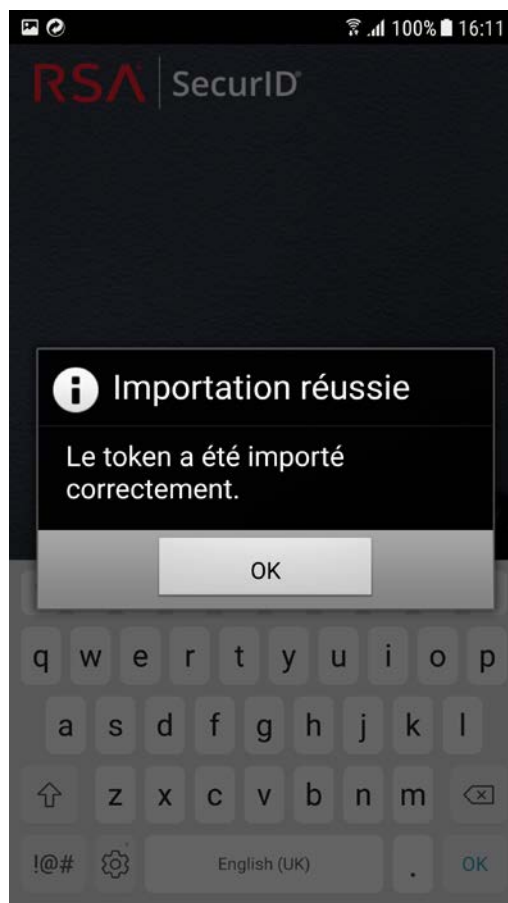 100% 16:11
RSA SecurID®
Importation réussie
Le token a été importé
correctement.
OK
q w e r t y u i o p
a s d f g h j k l
z x c v b n m
!@# English (UK) . OK